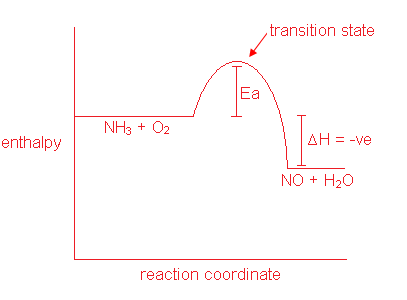 transition state
Ea
NH₃ + O₂
enthalpy
ΔH = -ve
NO + H₂O
reaction coordinate